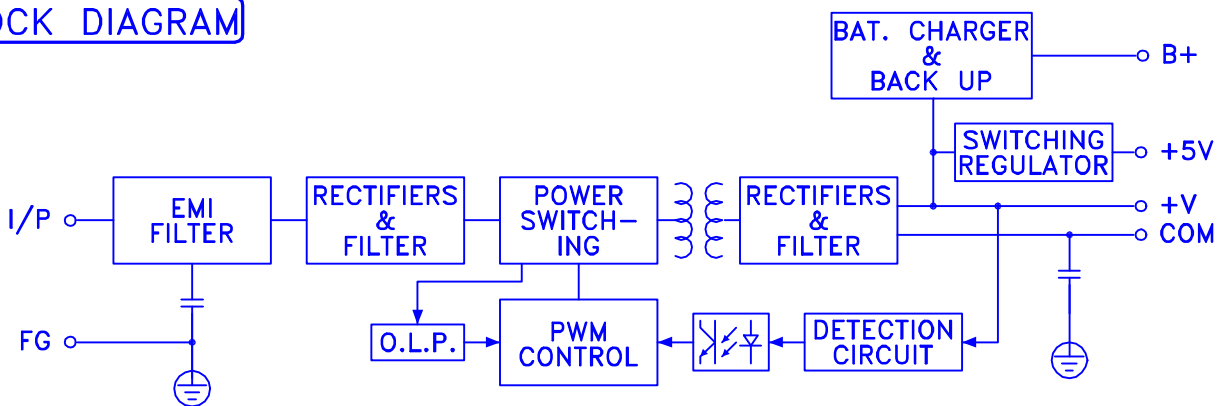 DIAGRAM
BAT. CHARGER
&
BACK UP
B+
SWITCHING
REGULATOR
+5V
I/P
EMI
FILTER
RECTIFIERS
&
FILTER
POWER
SWITCH-
ING
RECTIFIERS
&
FILTER
+V
COM
FG
O.L.P.
PWM
CONTROL
DETECTION
CIRCUIT